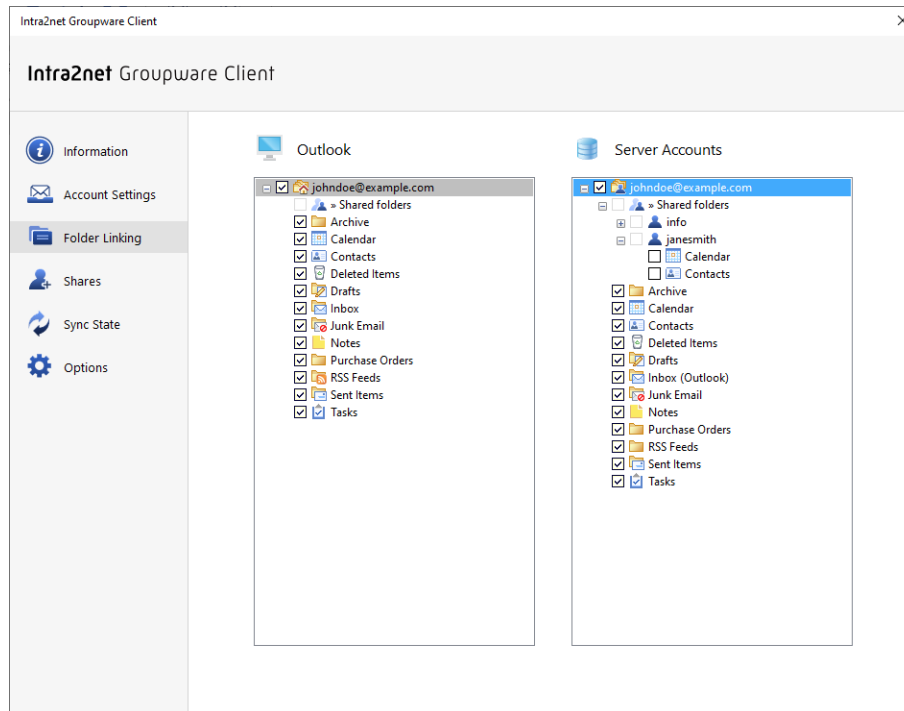 Intra2net Groupware Client
Intra2net Groupware Client
Information
Account Settings
Folder Linking
Shares
Sync State
Options
Outlook
johndoe@example.com
» Shared folders
Archive
Calendar
Contacts
Deleted Items
Drafts
Inbox
Junk Email
Notes
Purchase Orders
RSS Feeds
Sent Items
Tasks
Server Accounts
johndoe@example.com
» Shared folders
info
janesmith
Calendar
Contacts
Archive
Calendar
Contacts
Deleted Items
Drafts
Inbox (Outlook)
Junk Email
Notes
Purchase Orders
RSS Feeds
Sent Items
Tasks